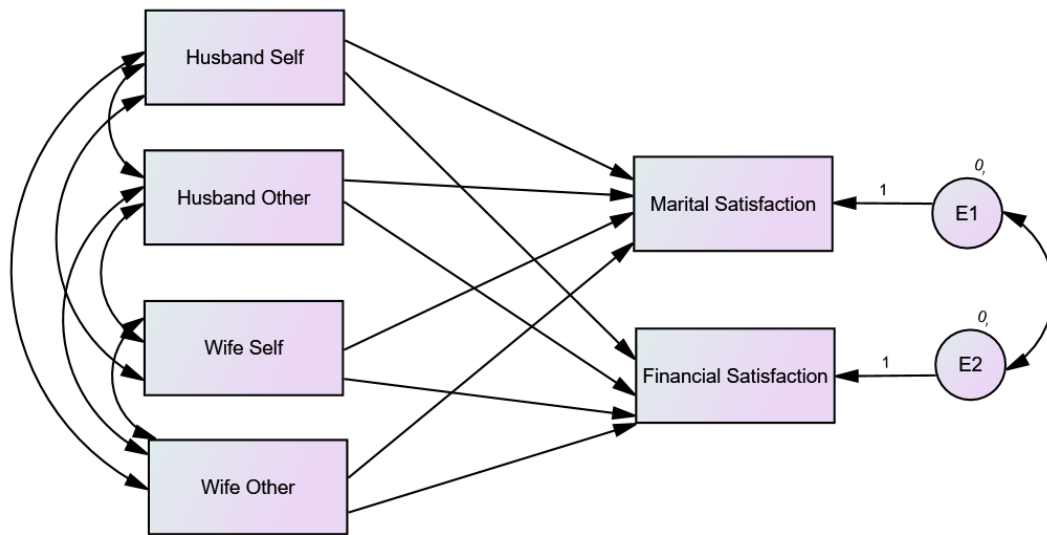 Husband Self
Husband Other
Wife Self
Wife Other
Marital Satisfaction
Financial Satisfaction
1
0,
E1
1
0,
E2